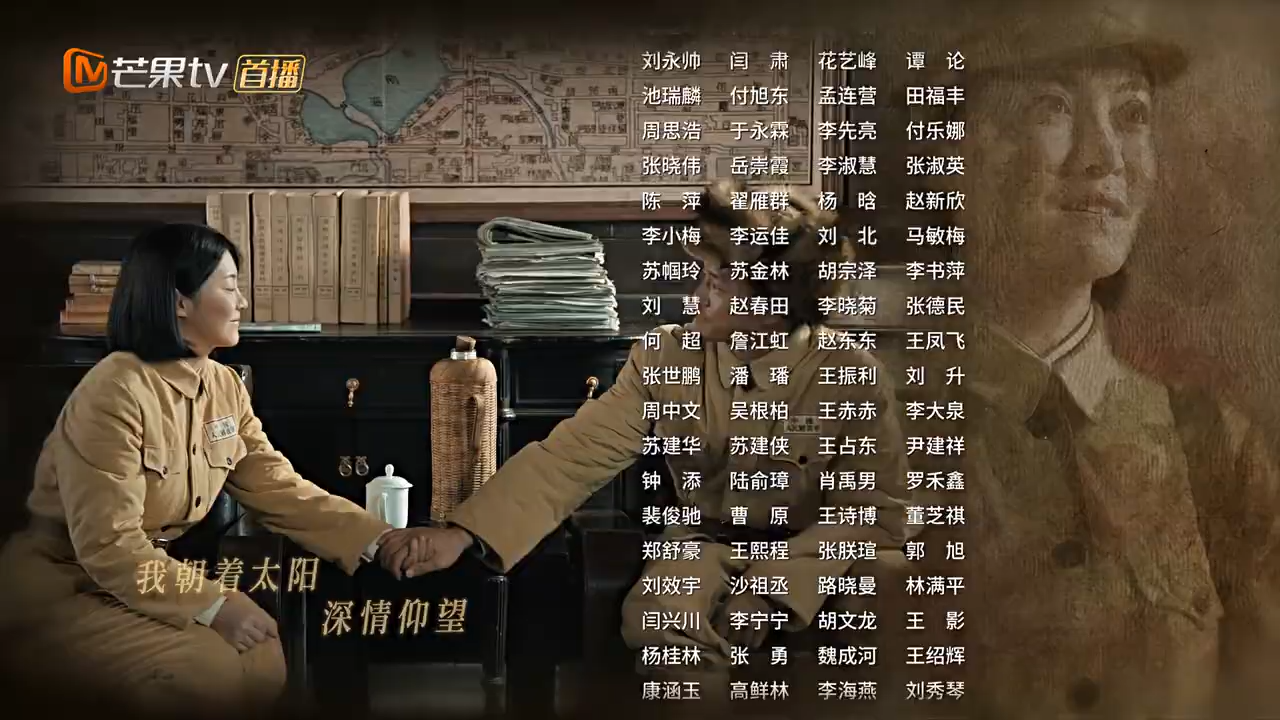 芒果tv 首播
刘永帅 闫 肃 花艺峰 谭 论
池瑞麟 付旭东 孟连营 田福丰
周思浩 于永霖 李先亮 付乐娜
张晓伟 岳崇霞 李淑慧 张淑英
陈 萍 翟雁群 杨 晗 赵新欣
李小梅 李运佳 刘 北 马敏梅
苏帼玲 苏金林 胡宗泽 李书萍
刘 慧 赵春田 李晓菊 张德民
何 超 詹江虹 赵东东 王凤飞
张世鹏 潘 璠 王振利 刘 升
周中文 吴根柏 王赤赤 李大泉
苏建华 苏建侠 王占东 尹建祥
钟 添 陆俞璋 肖禹男 罗禾鑫
裴俊驰 曹 原 王诗博 董芝祺
郑舒豪 王熙程 张朕瑄 郭 旭
刘效宇 沙祖丞 路晓曼 林满平
闫兴川 李宁宁 胡文龙 王 影
杨桂林 张 勇 魏成河 王绍辉
康涵玉 高鲜林 李海燕 刘秀琴
我朝着太阳
深情仰望